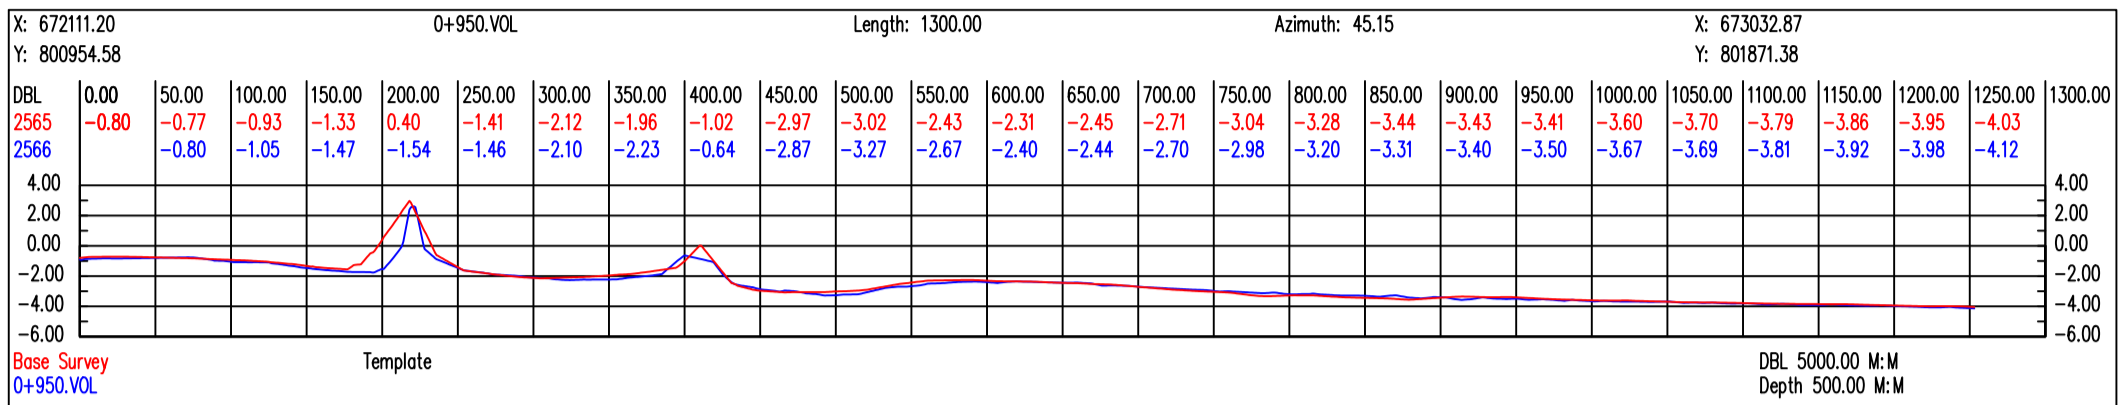 X: 672111.20 0+950.VOL Length: 1300.00 Azimuth: 45.15 X: 673032.87
Y: 800954.58 Y: 801871.38
DBL 0.00 50.00 100.00 150.00 200.00 250.00 300.00 350.00 400.00 450.00 500.00 550.00 600.00 650.00 700.00 750.00 800.00 850.00 900.00 950.00 1000.00 1050.00 1100.00 1150.00 1200.00 1250.00 1300.00
2565 -0.80 -0.77 -0.93 -1.33 0.40 -1.41 -2.12 -1.96 -1.02 -2.97 -3.02 -2.43 -2.31 -2.45 -2.71 -3.04 -3.28 -3.44 -3.43 -3.41 -3.60 -3.70 -3.79 -3.86 -3.95 -4.03
2566 -0.80 -1.05 -1.47 -1.54 -1.46 -2.10 -2.23 -0.64 -2.87 -3.27 -2.67 -2.40 -2.44 -2.70 -2.98 -3.20 -3.31 -3.40 -3.50 -3.67 -3.69 -3.81 -3.92 -3.98 -4.12
4.00 4.00
2.00 2.00
0.00 0.00
-2.00 -2.00
-4.00 -4.00
-6.00 -6.00
Base Survey Template DBL 5000.00 M:M
0+950.VOL Depth 500.00 M:M